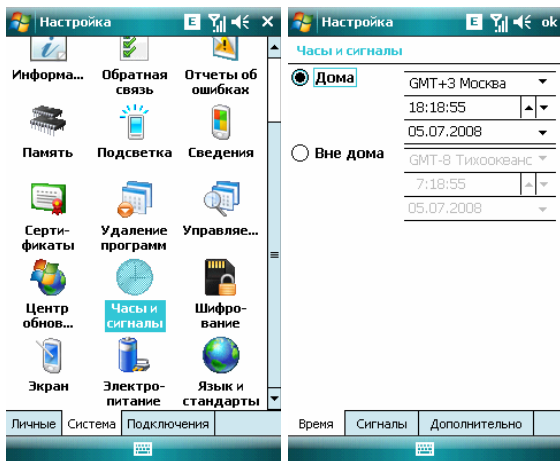 Настройка
E
Информа... Обратная Отчеты об
связь ошибках
Память Подсветка Сведения
Серти- Удаление Управляе...
фикаты программ
Центр Часы и Шифро-
обнов... сигналы вание
Экран Электро- Язык и
питание стандарты
Личные Система Подключения
Настройка
E
ok
Часы и сигналы
Дома
GMT+3 Москва
18:18:55
05.07.2008
Вне дома
GMT-8 Тихоокеанс
7:18:55
05.07.2008
Время Сигналы Дополнительно